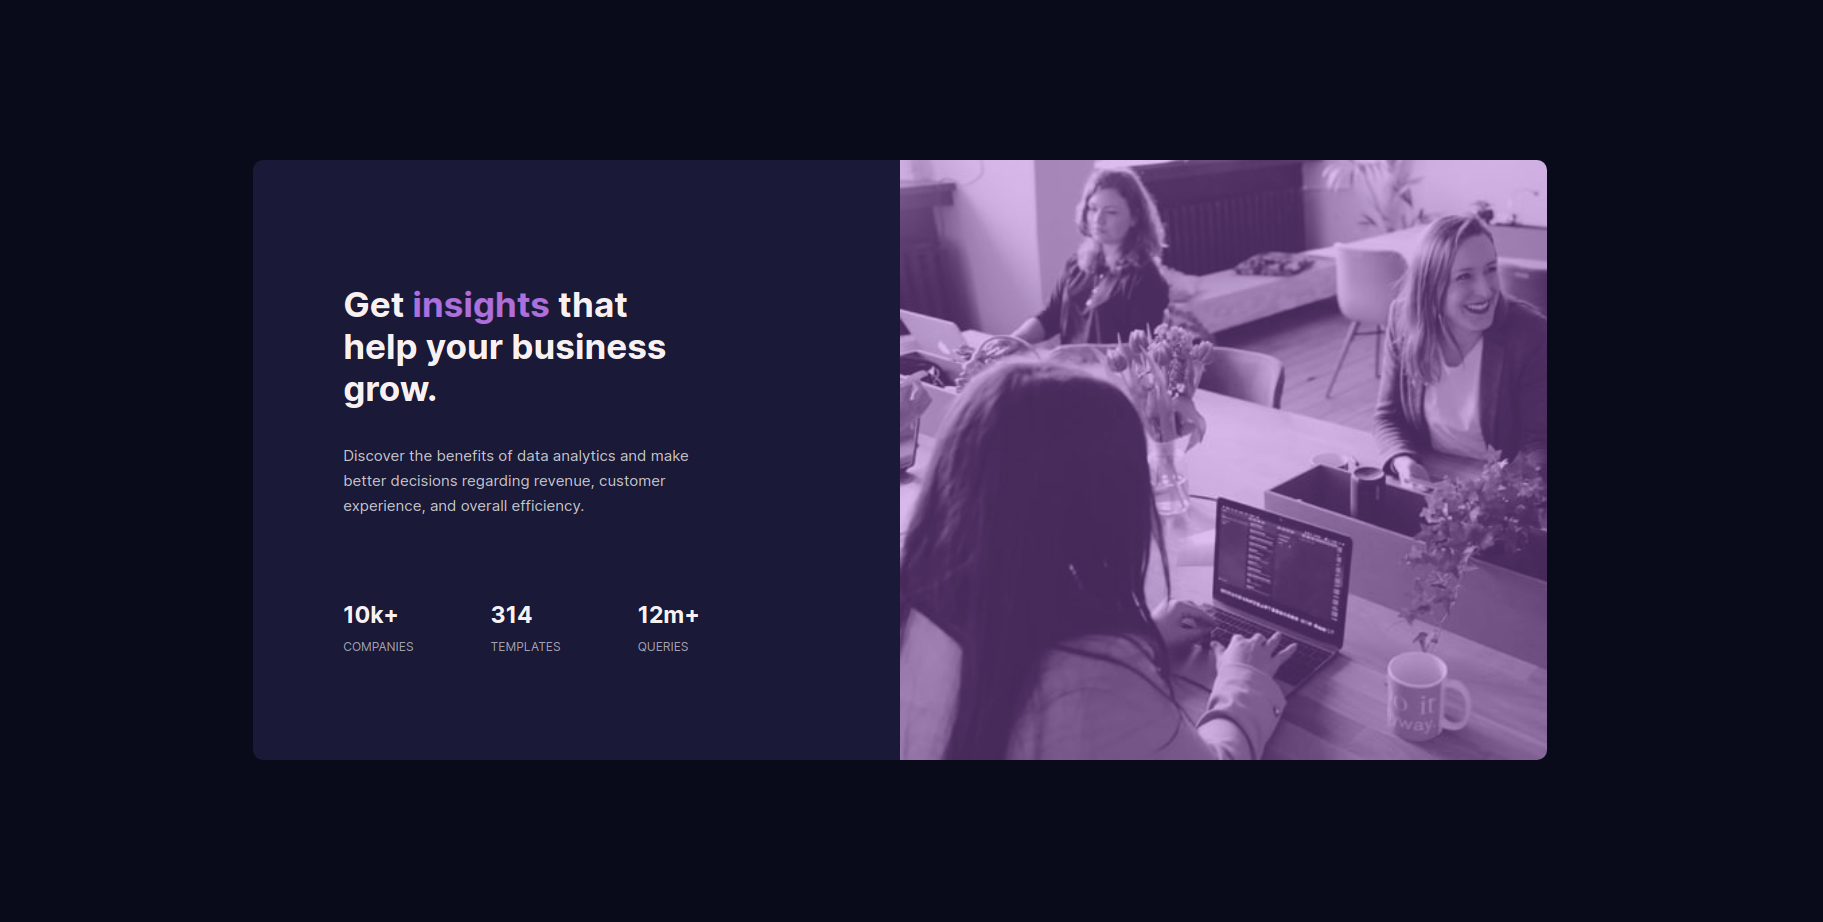 Get insights that
help your business
grow.
Discover the benefits of data analytics and make
better decisions regarding revenue, customer
experience, and overall efficiency.
10k+ 314 12m+
COMPANIES TEMPLATES QUERIES
it